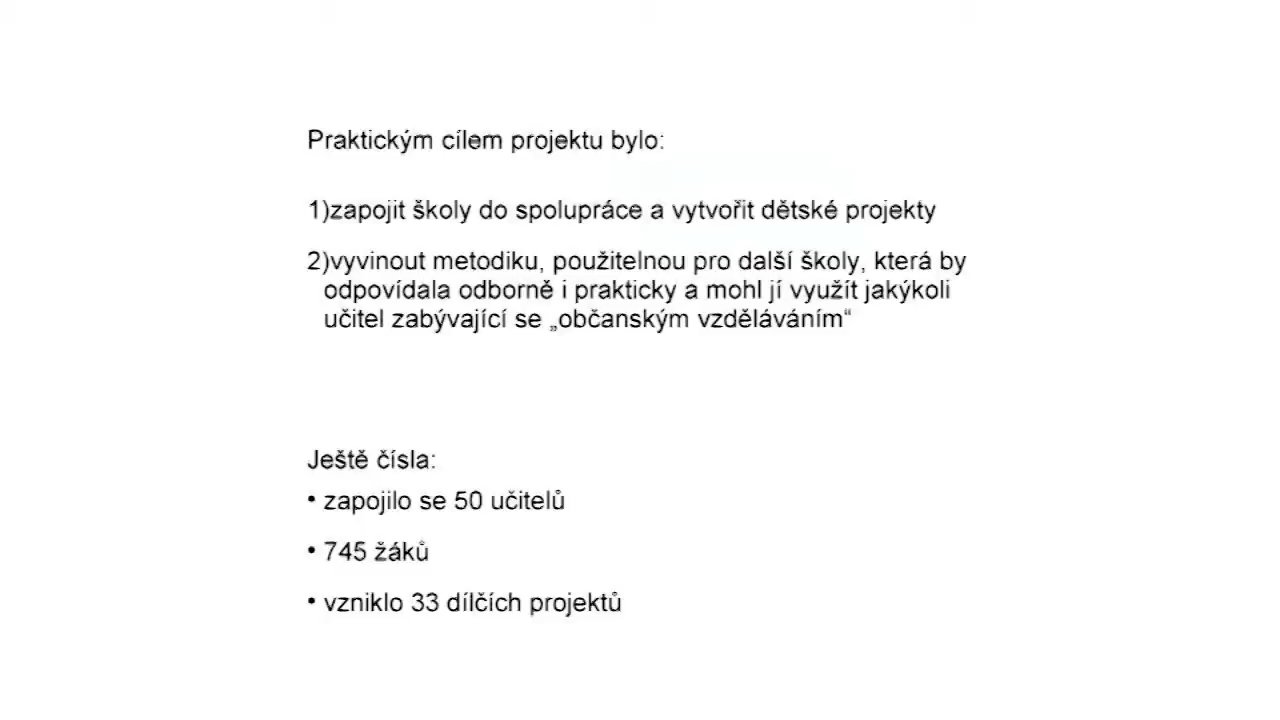 Praktickým cílem projektu bylo:
1)zapojit školy do spolupráce a vytvořit dětské projekty
2)vyvinout metodiku, použitelnou pro další školy, která by
odpovídala odborně i prakticky a mohl jí využít jakýkoli
učitel zabývající se „občanským vzděláváním“
Ještě čísla:
• zapojilo se 50 učitelů
• 745 žáků
• vzniklo 33 dílčích projektů